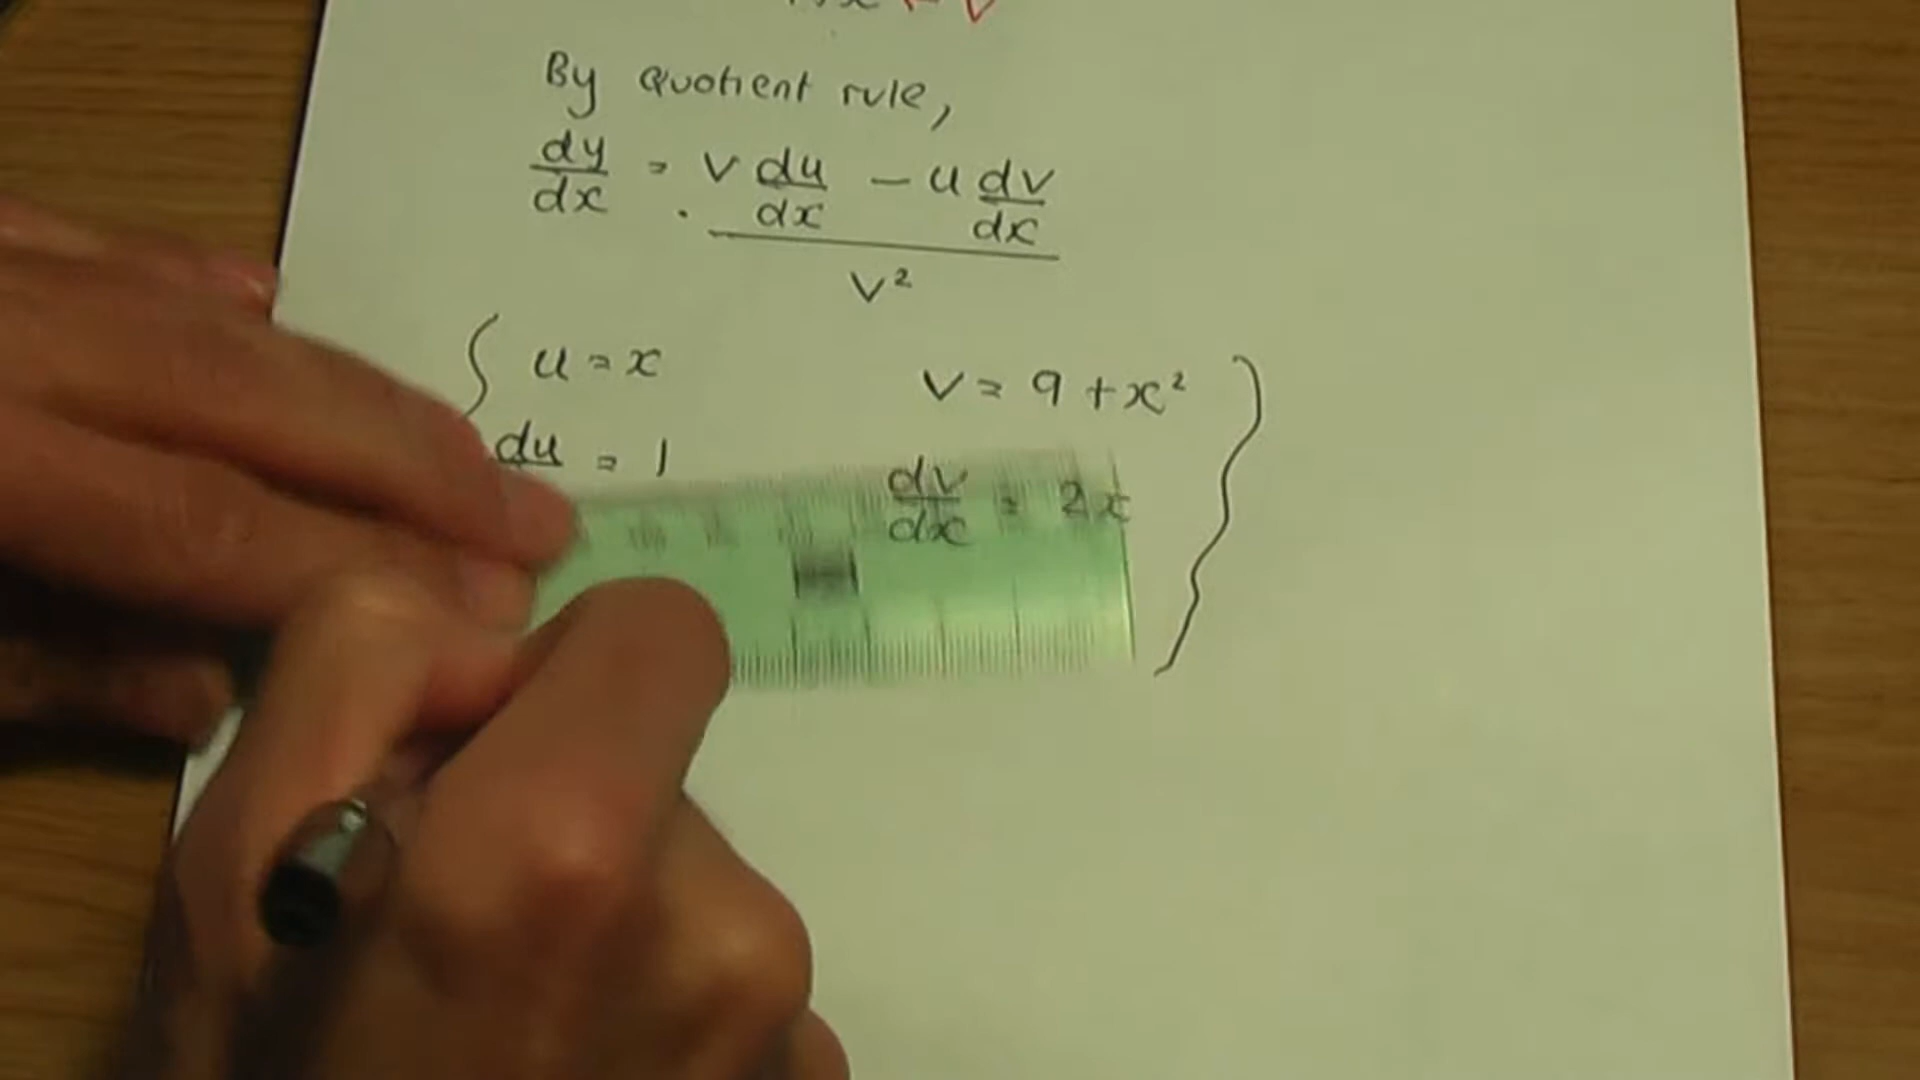 By quotient rule,
dy/dx = v du/dx - u dv/dx
v²
u = x v = 9 + x²
du = 1 dv/dx = 2x